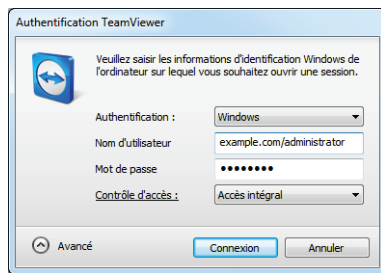 Authentification TeamViewer
Veuillez saisir les informations d'identification Windows de
l'ordinateur sur lequel vous souhaitez ouvrir une session.
Authentification : Windows
Nom d'utilisateur example.com/administrator
Mot de passe ••••••••
Contrôle d'accès : Accès intégral
Avancé Connexion Annuler